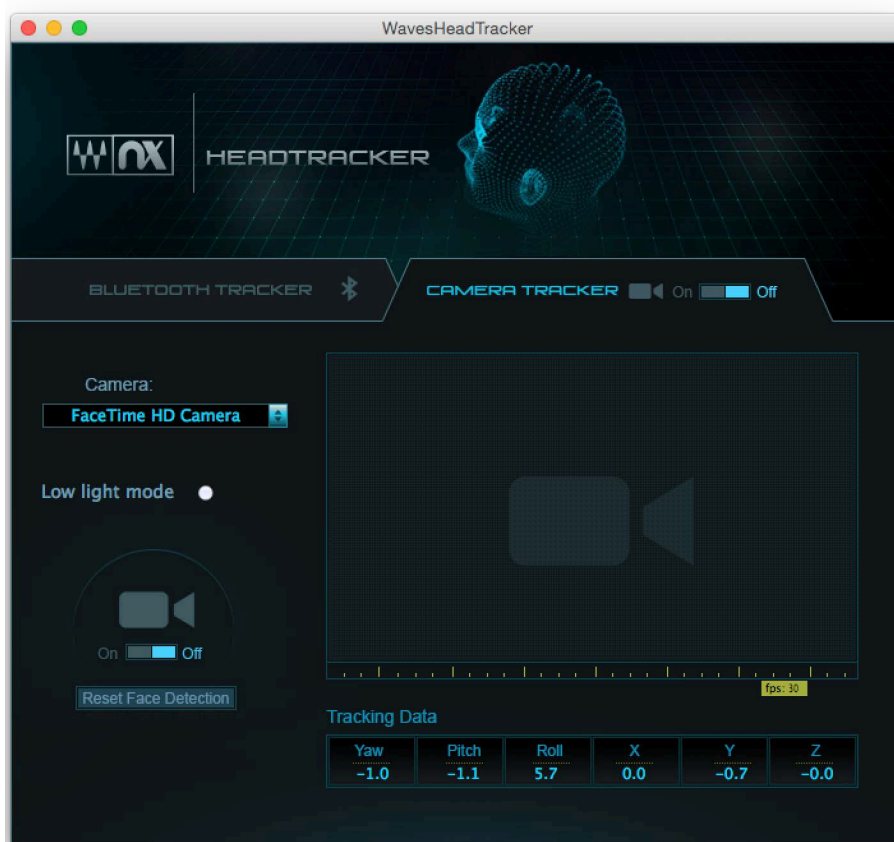 WavesHeadTracker
NX HEADTRACKER
BLUETOOTH TRACKER CAMERA TRACKER On Off
Camera:
FaceTime HD Camera
Low light mode
On Off
Reset Face Detection
fps: 30
Tracking Data
Yaw Pitch Roll X Y Z
-1.0 -1.1 5.7 0.0 -0.7 -0.0